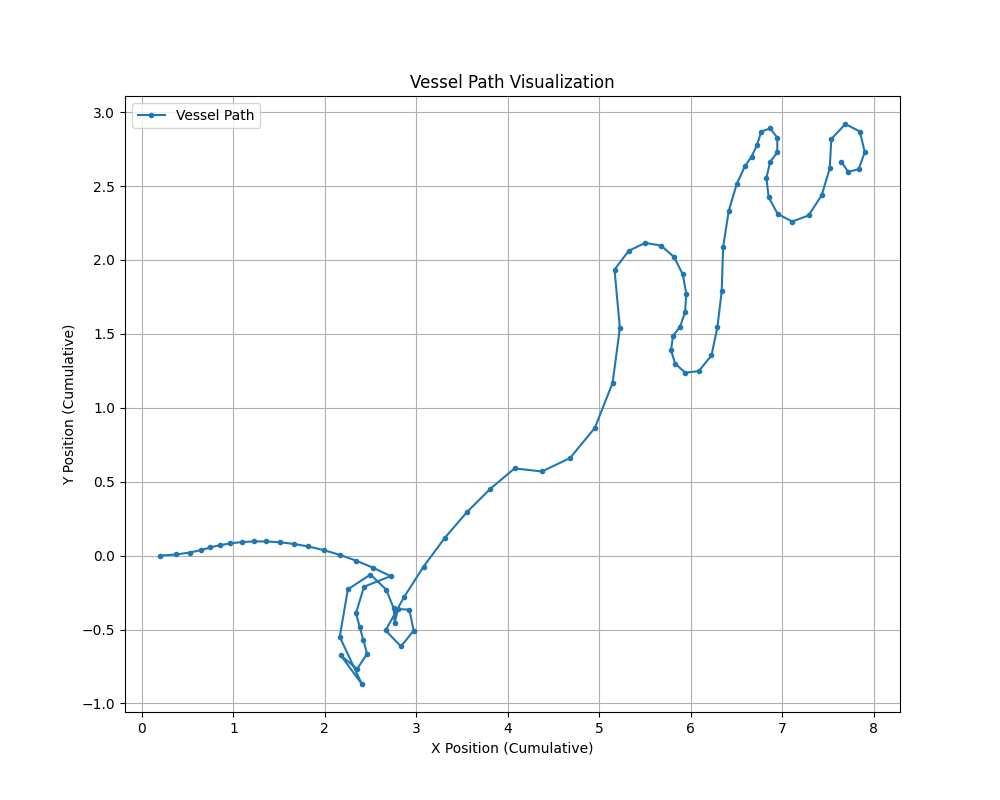 Vessel Path Visualization
Vessel Path
3.0
2.5
2.0
1.5
1.0
0.5
0.0
−0.5
−1.0
Y Position (Cumulative)
0 1 2 3 4 5 6 7 8
X Position (Cumulative)